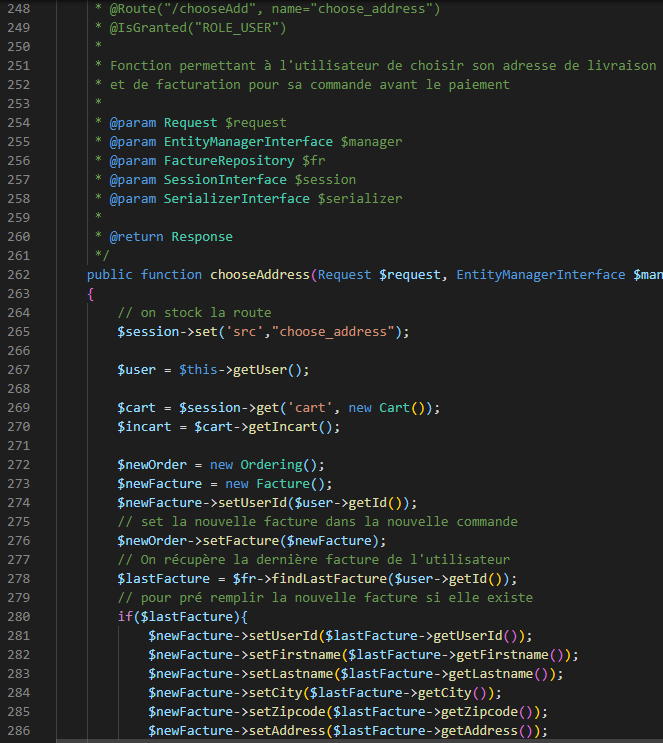 248 * @Route("/chooseAdd", name="choose_address")
249 * @IsGranted("ROLE_USER")
250 *
251 * Fonction permettant à l'utilisateur de choisir son adresse de livraison
252 * et de facturation pour sa commande avant le paiement
253 *
254 * @param Request $request
255 * @param EntityManagerInterface $manager
256 * @param FactureRepository $fr
257 * @param SessionInterface $session
258 * @param SerializerInterface $serializer
259 *
260 * @return Response
261 */
262 public function chooseAddress(Request $request, EntityManagerInterface $man
263 {
264 // on stock la route
265 $session->set('src',"choose_address");
266
267 $user = $this->getUser();
268
269 $cart = $session->get('cart', new Cart());
270 $incart = $cart->getIncart();
271
272 $newOrder = new Ordering();
273 $newFacture = new Facture();
274 $newFacture->setUserId($user->getId());
275 // set la nouvelle facture dans la nouvelle commande
276 $newOrder->setFacture($newFacture);
277 // On récupère la dernière facture de l'utilisateur
278 $lastFacture = $fr->findLastFacture($user->getId());
279 // pour pré remplir la nouvelle facture si elle existe
280 if($lastFacture){
281 $newFacture->setUserId($lastFacture->getUserId());
282 $newFacture->setFirstname($lastFacture->getFirstname());
283 $newFacture->setLastname($lastFacture->getLastname());
284 $newFacture->setCity($lastFacture->getCity());
285 $newFacture->setZipcode($lastFacture->getZipcode());
286 $newFacture->setAddress($lastFacture->getAddress());